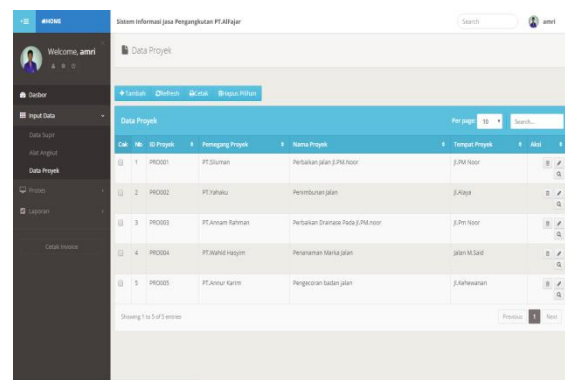 #HOME
Sistem Informasi Jasa Pengangkutan PT.AlFajar
Search
amri
Welcome, amri
Data Proyek
Dasbor
Input Data
Data Supir
Alat Angkut
Data Proyek
Proses
Laporan
Cetak Invoice
Tambah Refresh Cetak Hapus Pilihan
Data Proyek Per page: 10 Search...
Cek No ID Proyek Pemegang Proyek Nama Proyek Tempat Proyek Aksi
1 PRO001 PT.Siluman Perbaikan Jalan Jl.PM.Noor Jl.PM Noor
2 PRO002 PT.Yahaku Penimbunan Jalan Jl.Alaya
3 PRO003 PT.Annam Rahman Perbaikan Drainase Pada Jl.PM.noor Jl.Pm Noor
4 PRO004 PT.Wahid Hasyim Penanaman Marka Jalan Jalan M.Said
5 PRO005 PT.Annur Karim Pengecoran badan jalan Jl.Kehewanan
Showing 1 to 5 of 5 entries
Previous 1 Next